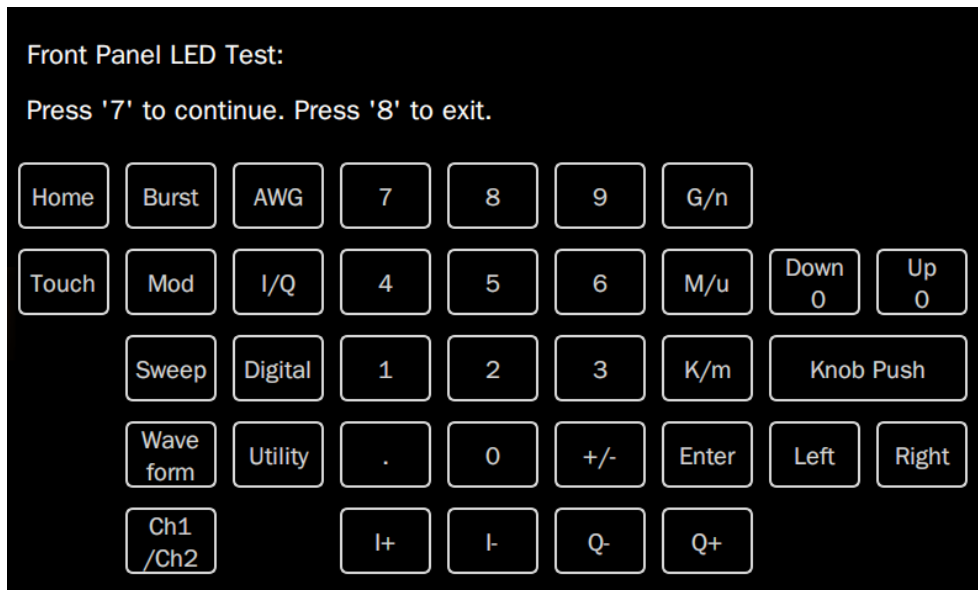 Front Panel LED Test:
Press '7' to continue. Press '8' to exit.
Home Burst AWG 7 8 9 G/n
Touch Mod I/Q 4 5 6 M/u Down 0 Up 0
Sweep Digital 1 2 3 K/m Knob Push
Wave form Utility . 0 +/- Enter Left Right
Ch1 /Ch2 I+ I- Q- Q+